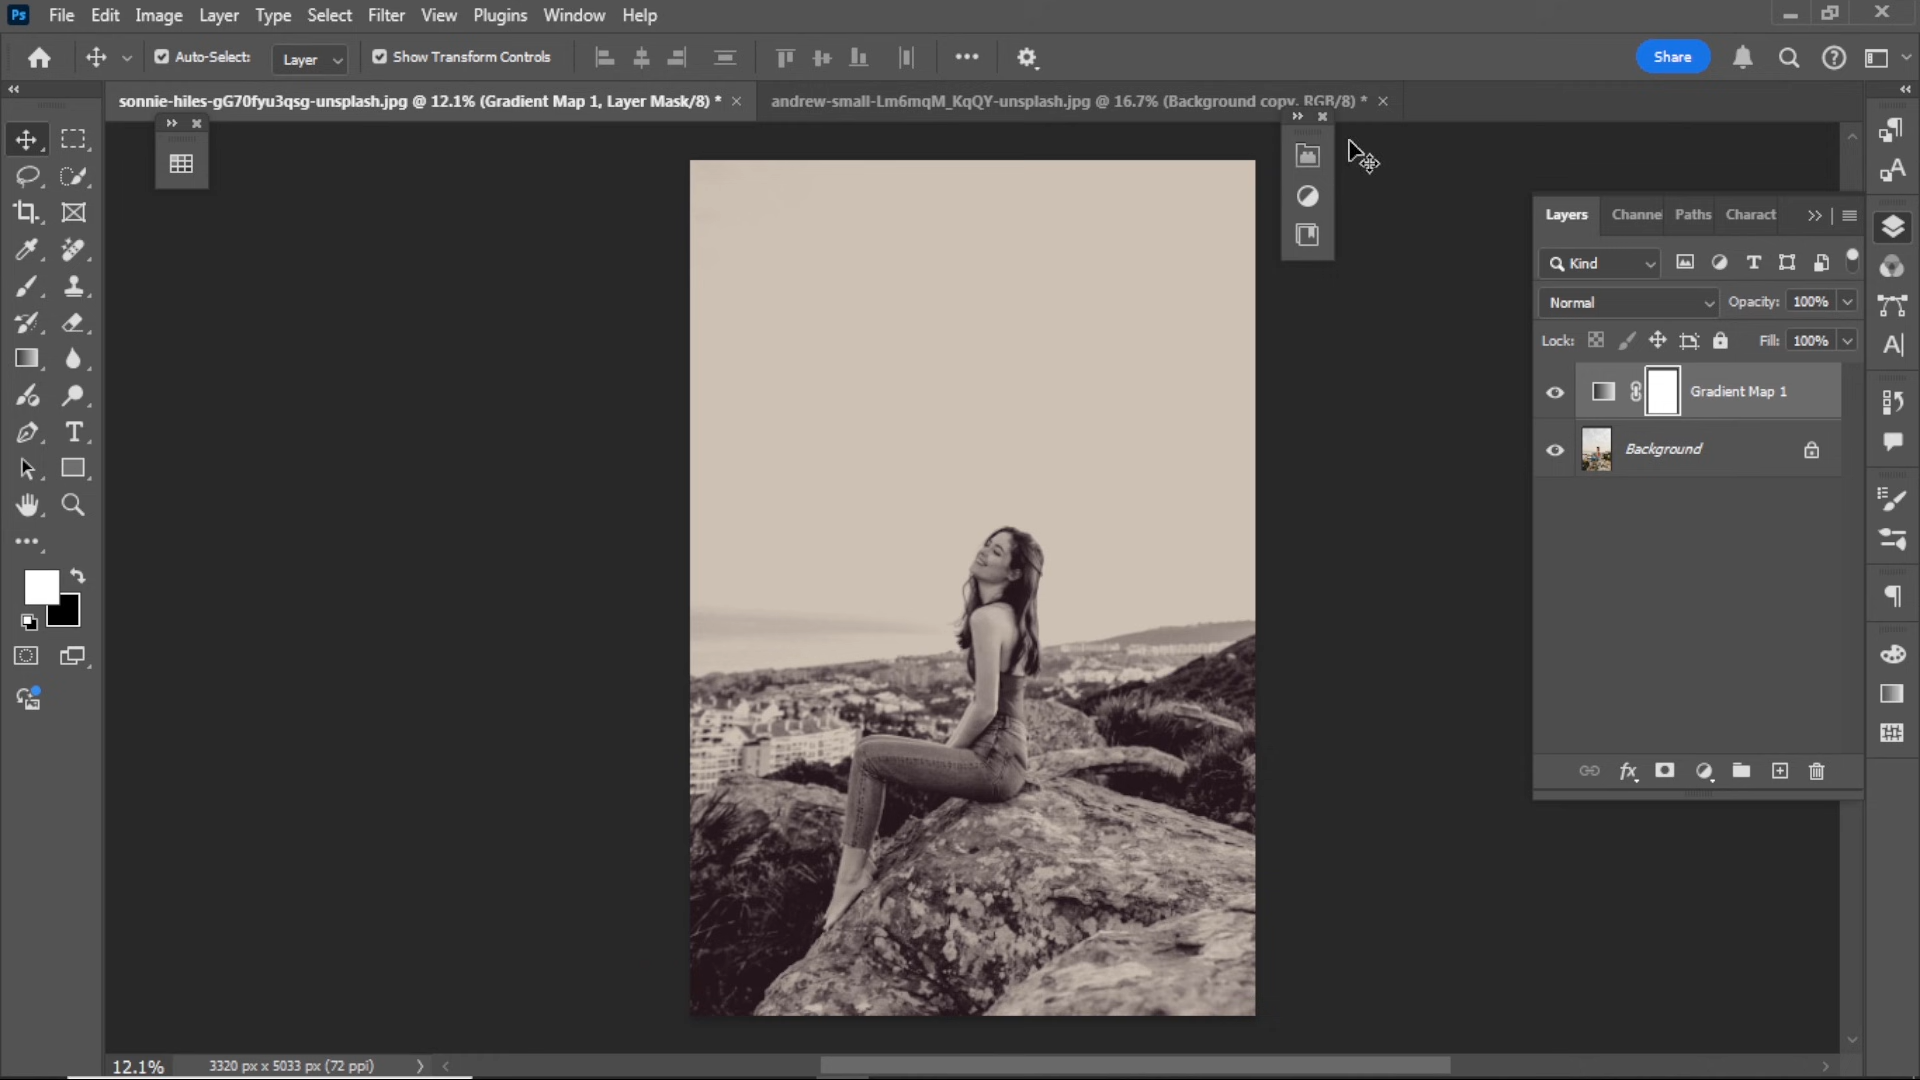 Ps File Edit Image Layer Type Select Filter View Plugins Window Help
Auto-Select: Layer Show Transform Controls Share
sonnie-hiles-gG70fyu3qsg-unsplash.jpg @ 12.1% (Gradient Map 1, Layer Mask/8) * andrew-small-Lm6mqM_KqQY-unsplash.jpg @ 16.7% (Background copy, RGB/8) *
Layers Channe Paths Charact
Kind
Normal Opacity: 100%
Lock: Fill: 100%
Gradient Map 1
Background
12.1% 3320 px x 5033 px (72 ppi)